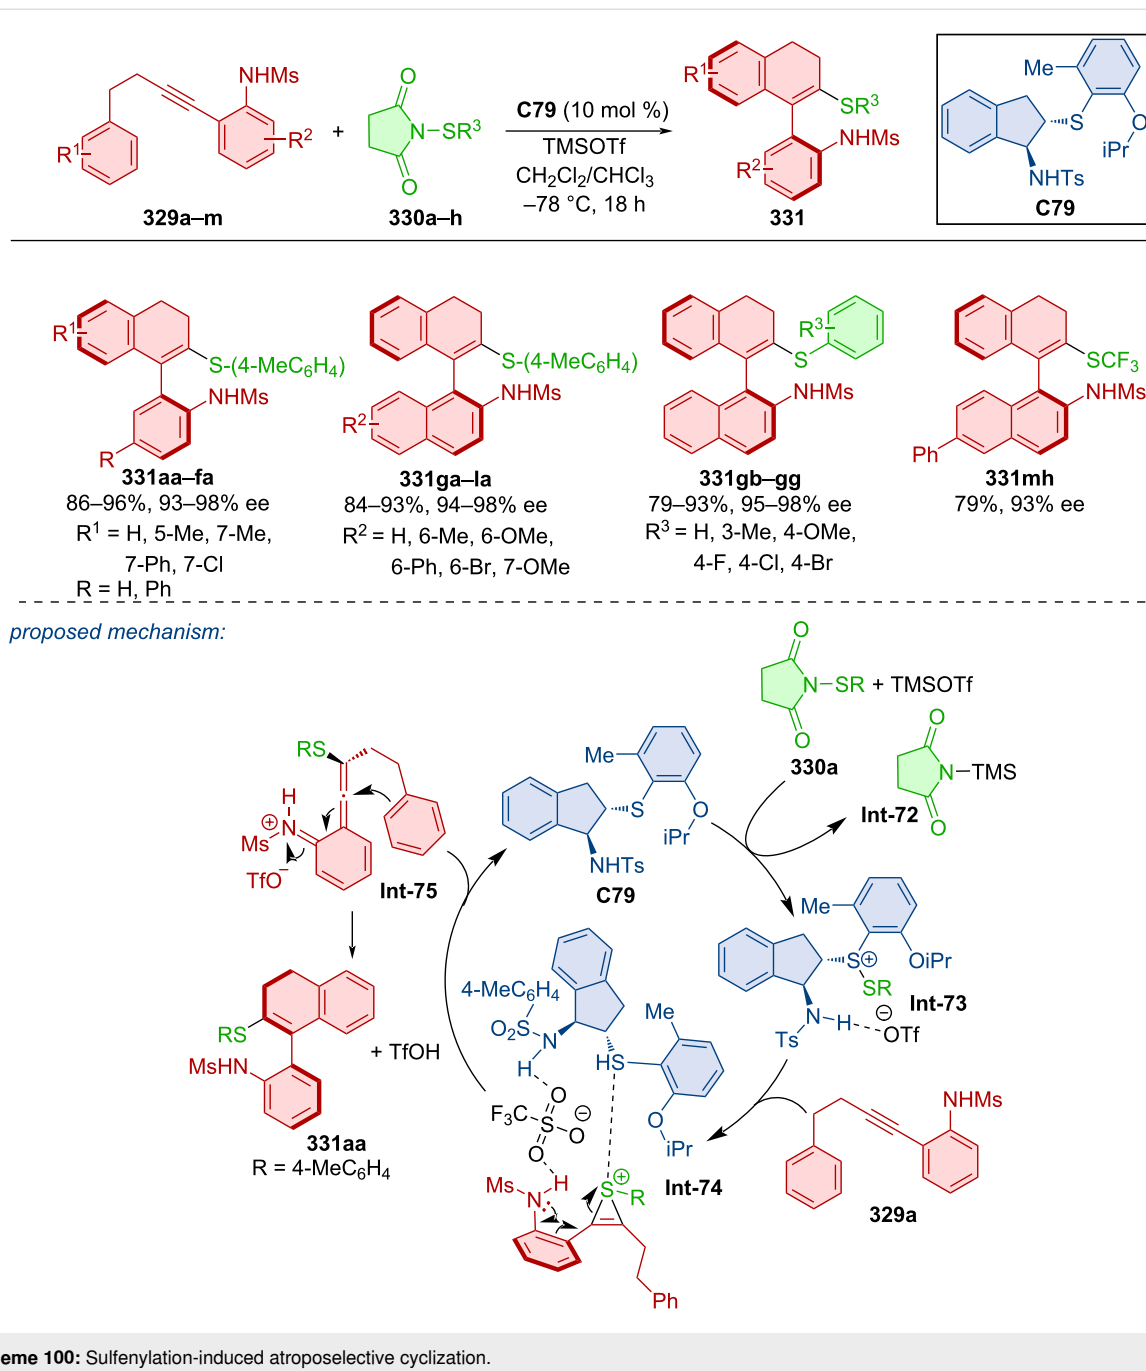 NHMs
R1
R2
329a–m
+
O
N
SR3
O
330a–h
C79 (10 mol %)
TMSOTf
CH2Cl2/CHCl3
–78 °C, 18 h
R1
SR3
NHMs
R2
331
Me
S
O
iPr
NHTs
C79
R1
S-(4-MeC6H4)
NHMs
R
331aa–fa
86–96%, 93–98% ee
R1 = H, 5-Me, 7-Me,
7-Ph, 7-Cl
R = H, Ph
S-(4-MeC6H4)
NHMs
R2
331ga–la
84–93%, 94–98% ee
R2 = H, 6-Me, 6-OMe,
6-Ph, 6-Br, 7-OMe
R3
S
NHMs
331gb–gg
79–93%, 95–98% ee
R3 = H, 3-Me, 4-OMe,
4-F, 4-Cl, 4-Br
SCF3
NHMs
Ph
331mh
79%, 93% ee
proposed mechanism:
O
N
SR + TMSOTf
O
330a
O
N
TMS
O
Int-72
RS
H
N
⊕
Ms
TfO−
Int-75
Me
S
O
iPr
NHTs
C79
Me
S⊕
OiPr
SR
N
H
Ts
⊖
OTf
Int-73
RS
MsHN
+ TfOH
331aa
R = 4-MeC6H4
4-MeC6H4
O2S
N
H
HS
Me
O
iPr
F3C
S
O
O
O
⊖
Ms
N
H
S⊕
R
Ph
Int-74
NHMs
329a
eme 100: Sulfenylation-induced atroposelective cyclization.